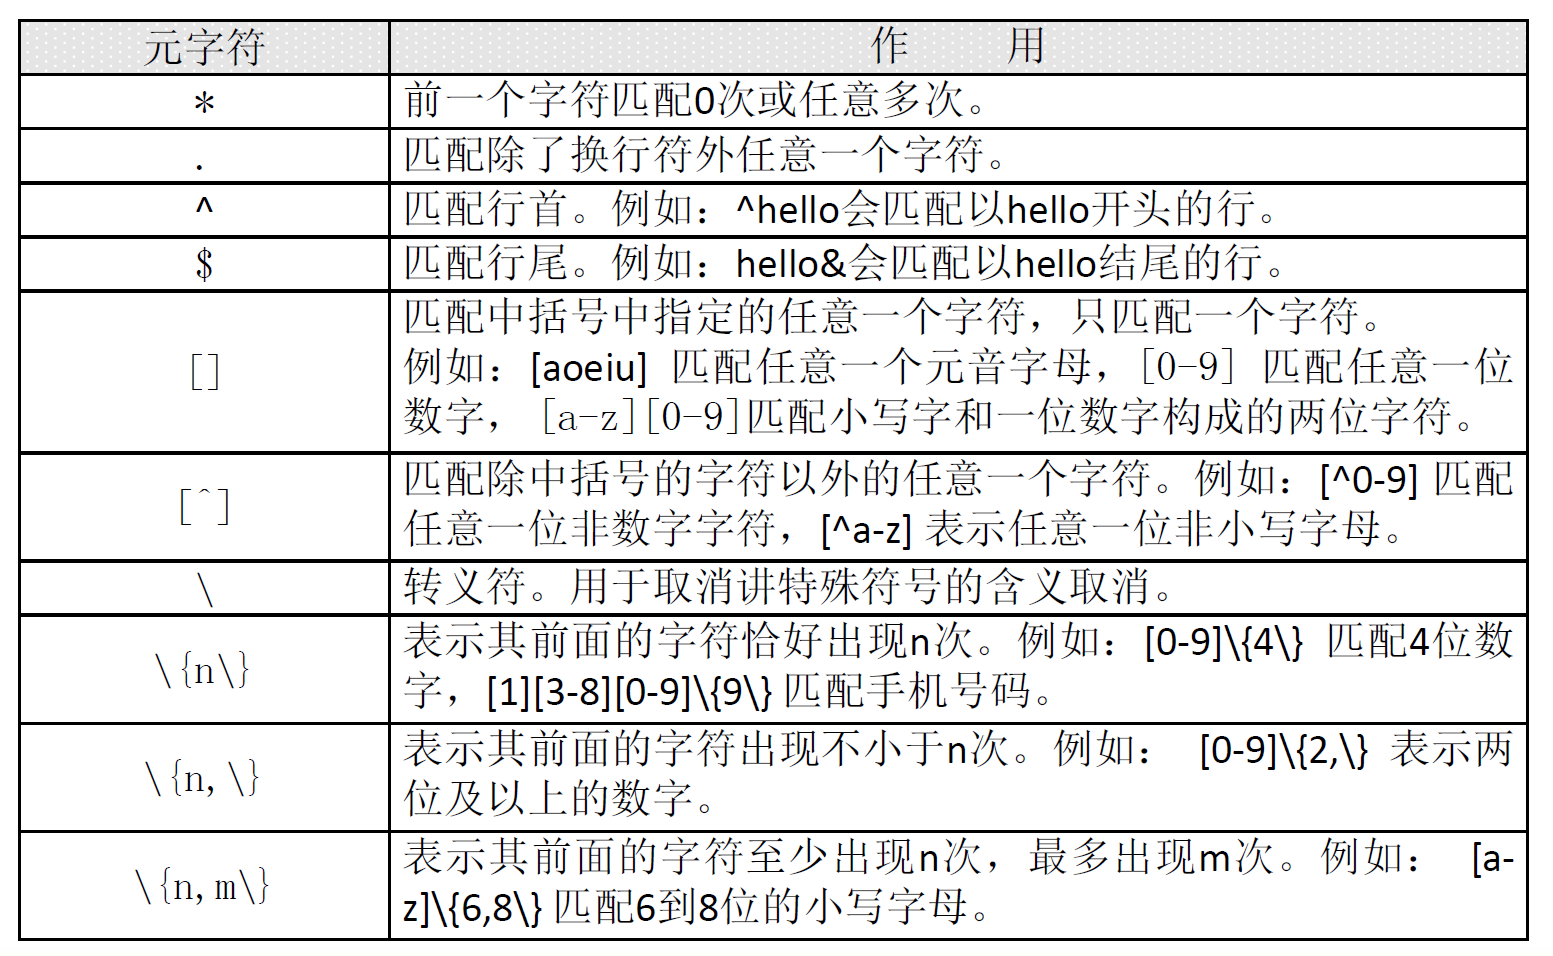 元字符 作 用
* 前一个字符匹配0次或任意多次。
. 匹配除了换行符外任意一个字符。
^ 匹配行首。例如：^hello会匹配以hello开头的行。
$ 匹配行尾。例如：hello&会匹配以hello结尾的行。
[] 匹配中括号中指定的任意一个字符，只匹配一个字符。
例如：[aoeiu] 匹配任意一个元音字母，[0-9] 匹配任意一位
数字， [a-z][0-9]匹配小写字和一位数字构成的两位字符。
[^] 匹配除中括号的字符以外的任意一个字符。例如：[^0-9] 匹配
任意一位非数字字符，[^a-z] 表示任意一位非小写字母。
\ 转义符。用于取消讲特殊符号的含义取消。
\{n\} 表示其前面的字符恰好出现n次。例如：[0-9]\{4\} 匹配4位数
字，[1][3-8][0-9]\{9\} 匹配手机号码。
\{n,\} 表示其前面的字符出现不小于n次。例如： [0-9]\{2,\} 表示两
位及以上的数字。
\{n,m\} 表示其前面的字符至少出现n次，最多出现m次。例如： [a-
z]\{6,8\} 匹配6到8位的小写字母。